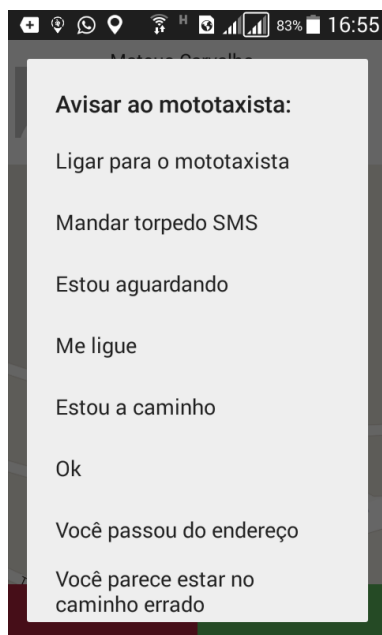 H 83% 16:55
Avisar ao mototaxista:
Ligar para o mototaxista
Mandar torpedo SMS
Estou aguardando
Me ligue
Estou a caminho
Ok
Você passou do endereço
Você parece estar no
caminho errado